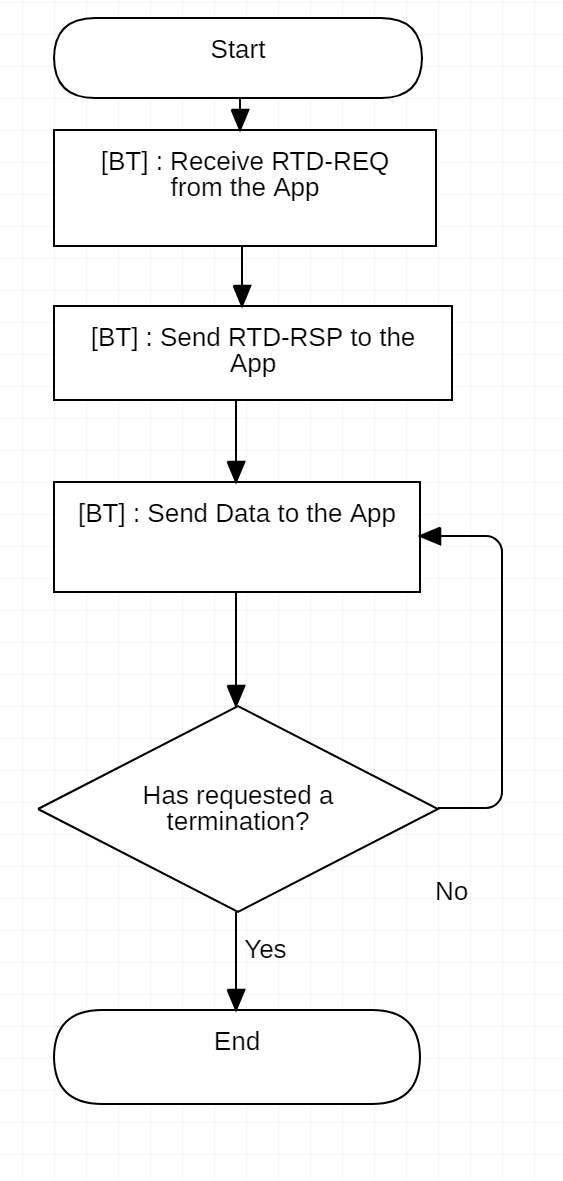 Start
[BT] : Receive RTD-REQ
from the App
[BT] : Send RTD-RSP to the
App
[BT] : Send Data to the App
Has requested a
termination?
No
Yes
End